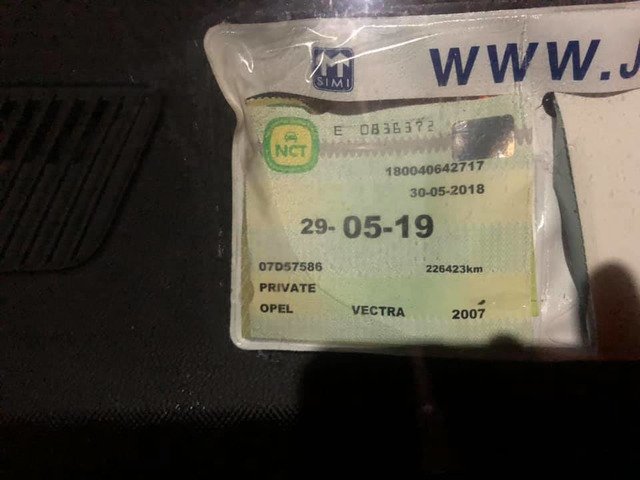 M
SIMI
WWW.J
NCT
E 0836372
180040642717
30-05-2018
29-05-19
07D57586
226423km
PRIVATE
OPEL VECTRA 2007